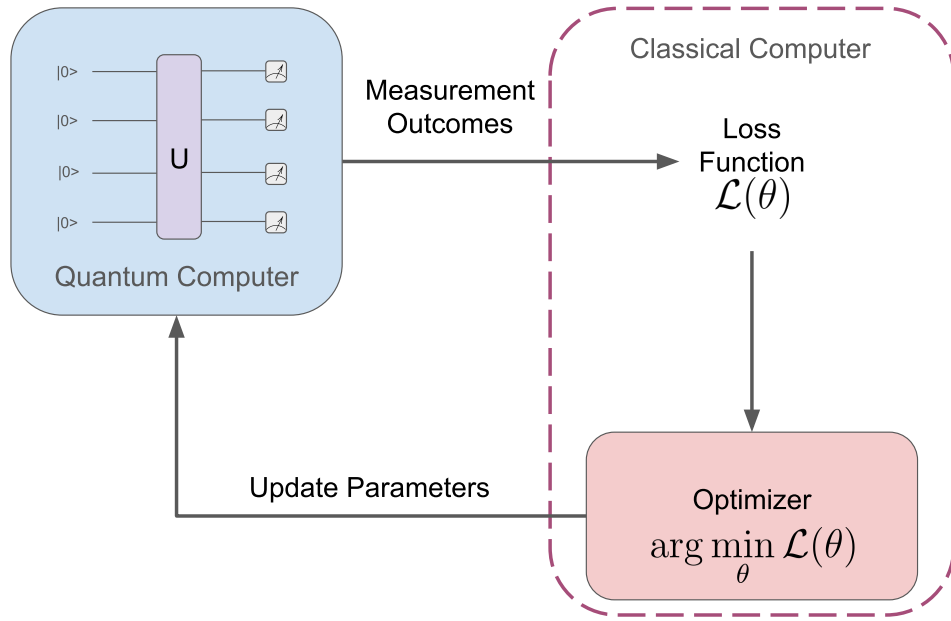 |0>
|0>
|0>
|0>
U
Quantum Computer
Measurement
Outcomes
Classical Computer
Loss
Function
ℒ(θ)
Update Parameters
Optimizer
arg min ℒ(θ)
θ